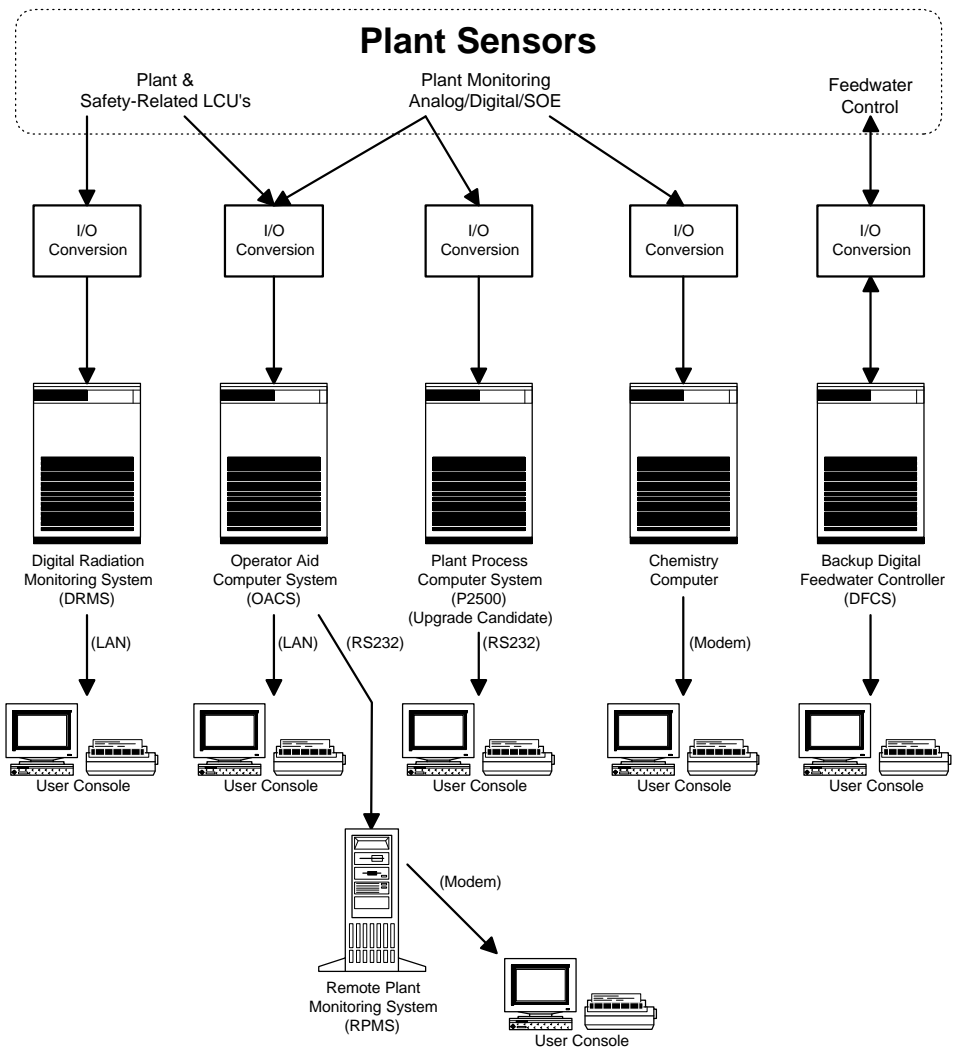 Plant Sensors
Plant &
Safety-Related LCU's
Plant Monitoring
Analog/Digital/SOE
Feedwater
Control
I/O
Conversion
I/O
Conversion
I/O
Conversion
I/O
Conversion
I/O
Conversion
Digital Radiation
Monitoring System
(DRMS)
Operator Aid
Computer System
(OACS)
Plant Process
Computer System
(P2500)
(Upgrade Candidate)
Chemistry
Computer
Backup Digital
Feedwater Controller
(DFCS)
(LAN)
(LAN)
(RS232)
(RS232)
(Modem)
User Console
User Console
User Console
User Console
User Console
(Modem)
Remote Plant
Monitoring System
(RPMS)
User Console